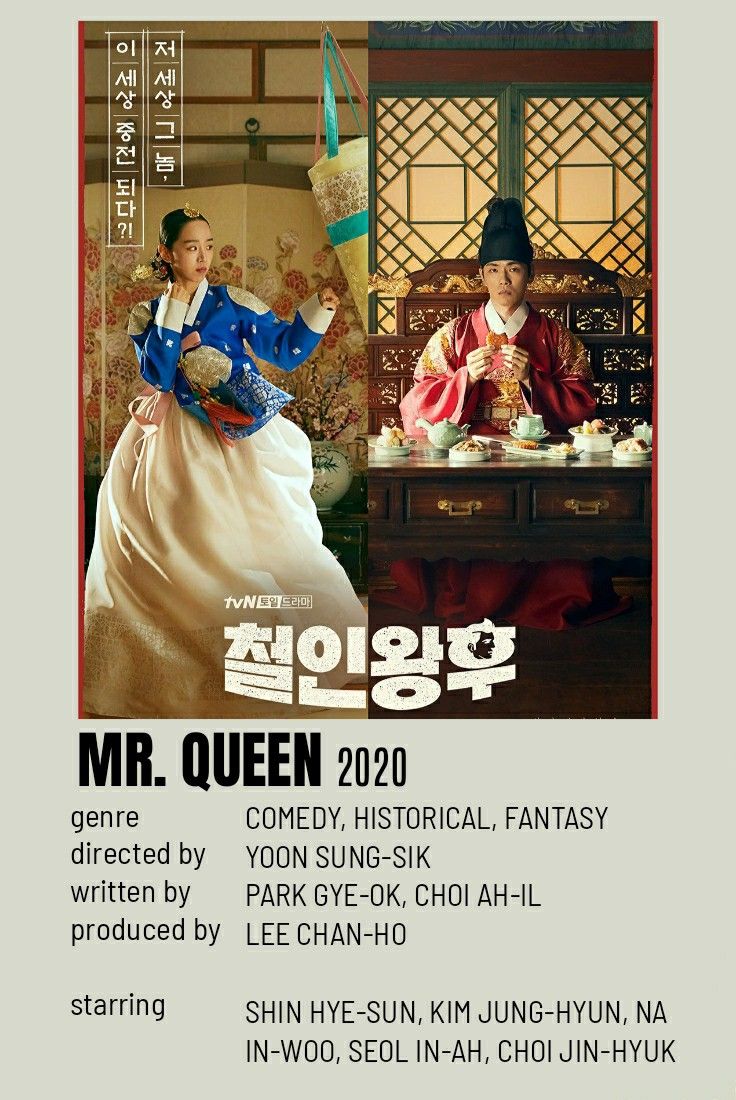 저 세상 그 놈,
이 세상 중전 되다?!
tvN 토일 드라마
철인왕후
MR. QUEEN 2020
genre COMEDY, HISTORICAL, FANTASY
directed by YOON SUNG-SIK
written by PARK GYE-OK, CHOI AH-IL
produced by LEE CHAN-HO
starring SHIN HYE-SUN, KIM JUNG-HYUN, NA
IN-WOO, SEOL IN-AH, CHOI JIN-HYUK